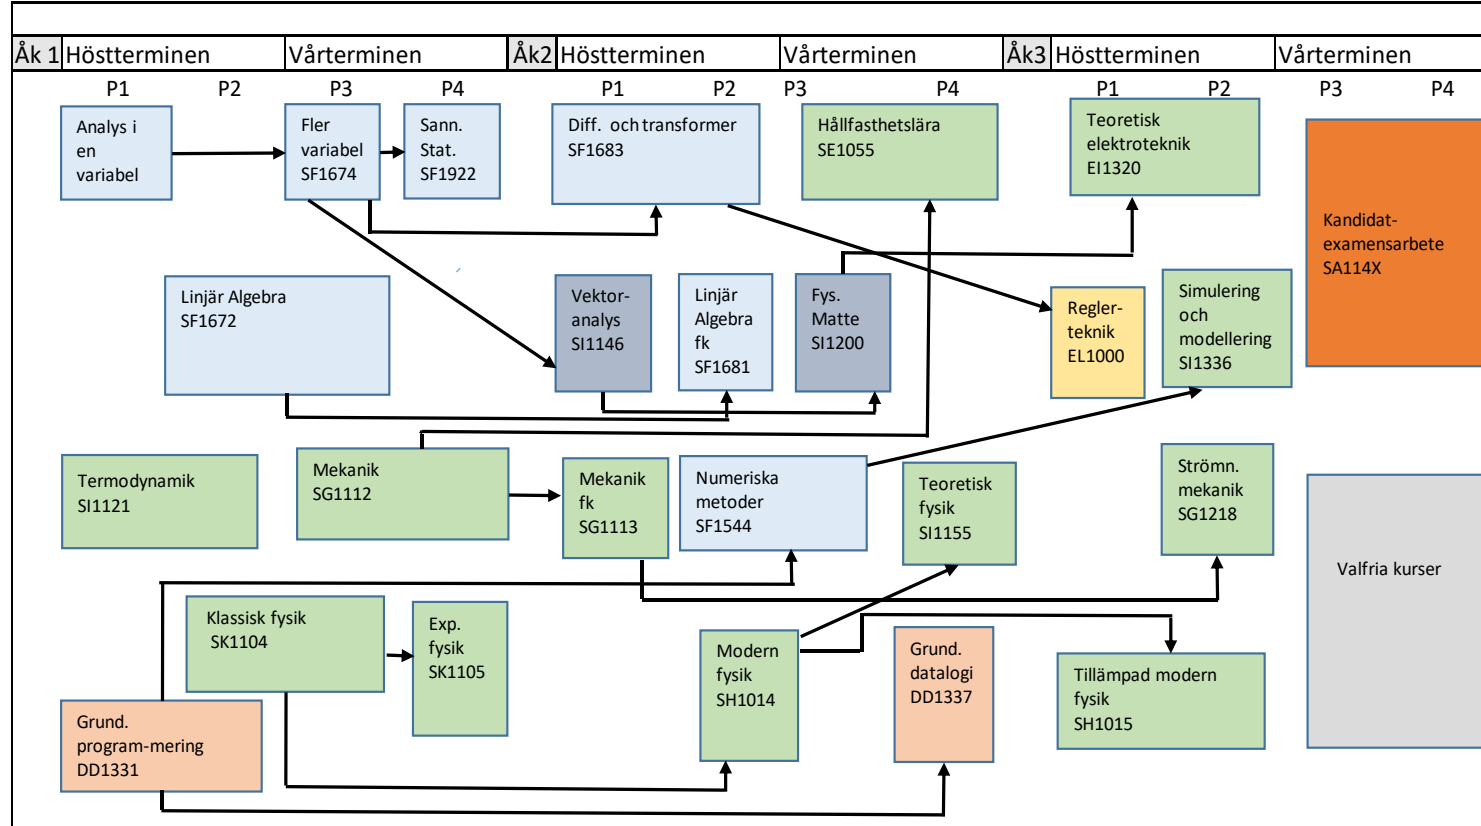 Åk 1 Höstterminen Vårterminen Åk2 Höstterminen Vårterminen Åk3 Höstterminen Vårterminen
P1 P2 P3 P4 P1 P2 P3 P4 P1 P2 P3 P4
Analys i
en
variabel
Fler
variabel
SF1674
Sann.
Stat.
SF1922
Diff. och transformer
SF1683
Hållfasthetslära
SE1055
Teoretisk
elektroteknik
EI1320
Kandidat-
examensarbete
SA114X
Linjär Algebra
SF1672
Vektor-
analys
SI1146
Linjär
Algebra
fk
SF1681
Fys.
Matte
SI1200
Regler-
teknik
EL1000
Simulering
och
modellering
SI1336
Termodynamik
SI1121
Mekanik
SG1112
Mekanik
fk
SG1113
Numeriska
metoder
SF1544
Teoretisk
fysik
SI1155
Strömn.
mekanik
SG1218
Valfria kurser
Klassisk fysik
SK1104
Exp.
fysik
SK1105
Modern
fysik
SH1014
Grund.
datalogi
DD1337
Tillämpad modern
fysik
SH1015
Grund.
program-mering
DD1331